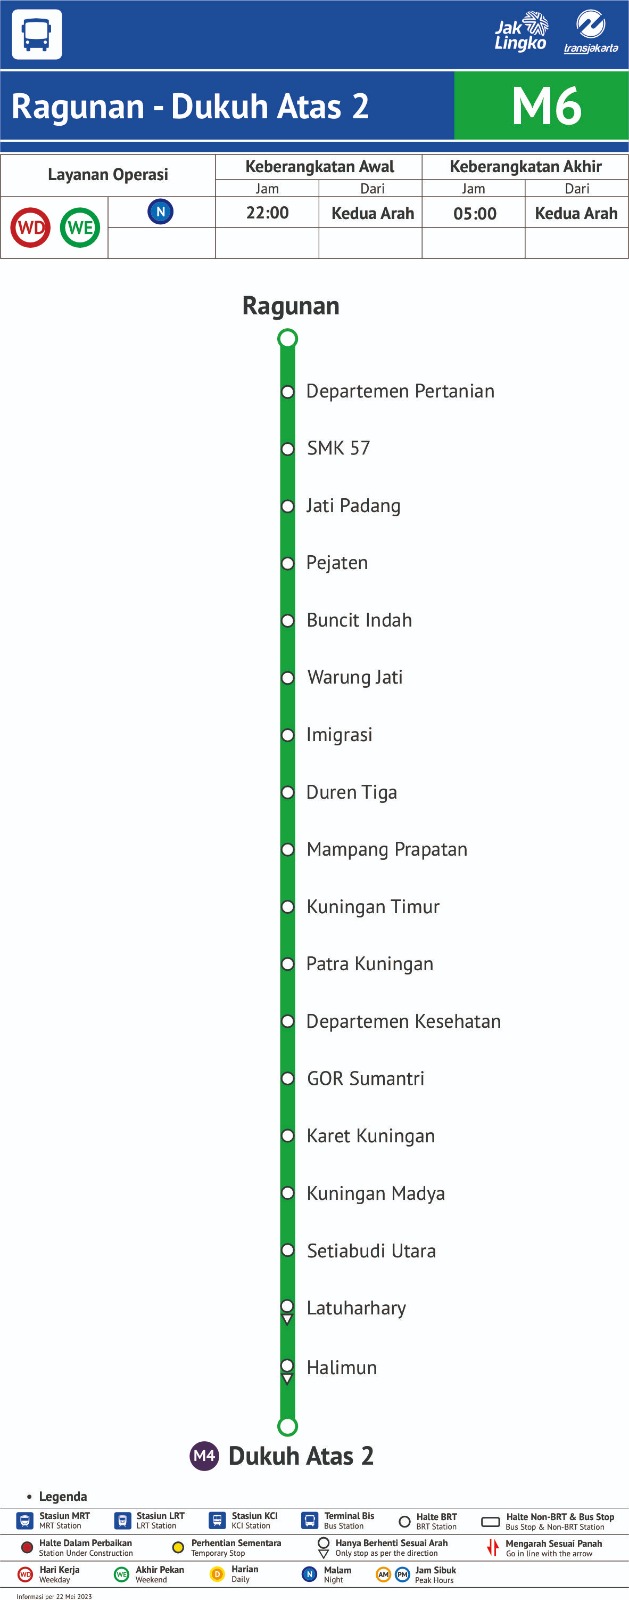 Jak
Lingko
transjakarta
Ragunan - Dukuh Atas 2
M6
Layanan Operasi
Keberangkatan Awal
Keberangkatan Akhir
Jam
Dari
Jam
Dari
WD
WE
N
22:00
Kedua Arah
05:00
Kedua Arah
Ragunan
Departemen Pertanian
SMK 57
Jati Padang
Pejaten
Buncit Indah
Warung Jati
Imigrasi
Duren Tiga
Mampang Prapatan
Kuningan Timur
Patra Kuningan
Departemen Kesehatan
GOR Sumantri
Karet Kuningan
Kuningan Madya
Setiabudi Utara
Latuharhary
Halimun
M4 Dukuh Atas 2
• Legenda
Stasiun MRT
MRT Station
Stasiun LRT
LRT Station
Stasiun KCI
KCI Station
Terminal Bis
Bus Station
Halte BRT
BRT Station
Halte Non-BRT & Bus Stop
Bus Stop & Non-BRT Station
Halte Dalam Perbaikan
Station Under Construction
Perhentian Sementara
Temporary Stop
Hanya Berhenti Sesuai Arah
Only stop as per the direction
Mengarah Sesuai Panah
Go in line with the arrow
WD
Hari Kerja
Weekday
WE
Akhir Pekan
Weekend
D
Harian
Daily
N
Malam
Night
AM
PM
Jam Sibuk
Peak Hours
Informasi per 22 Mei 2023